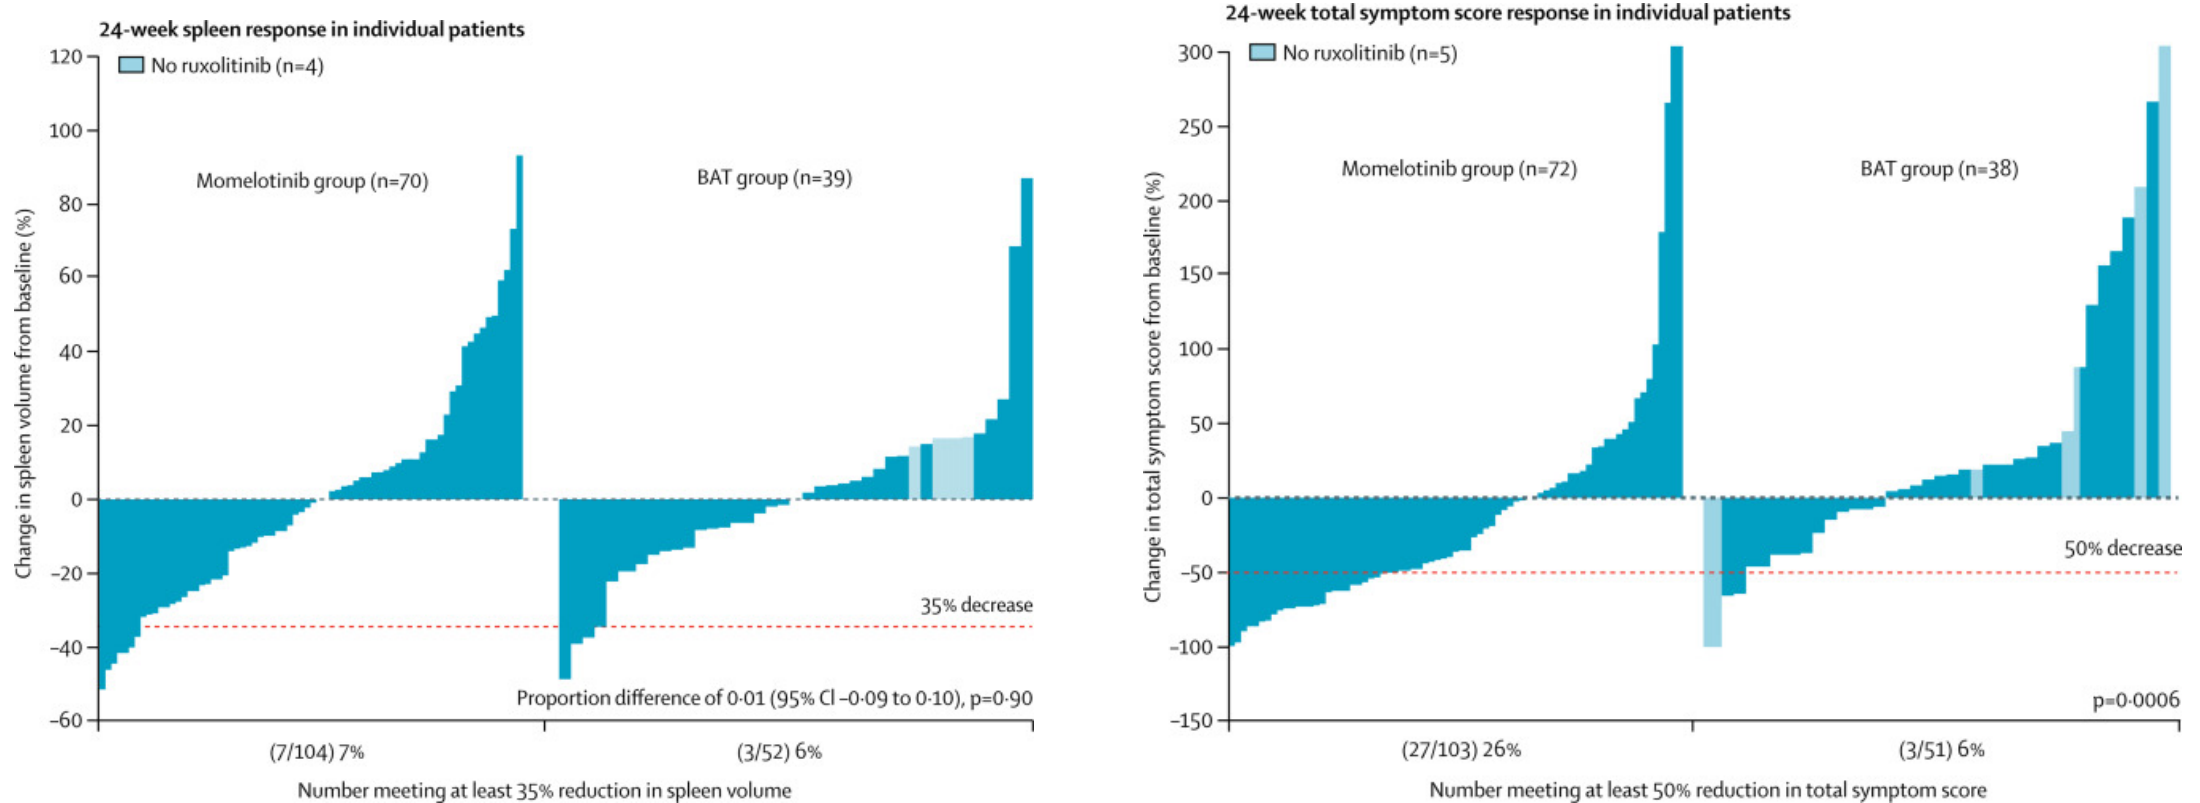 24-week spleen response in individual patients
No ruxolitinib (n=4)
Momelotinib group (n=70)
BAT group (n=39)
Change in spleen volume from baseline (%)
120
100
80
60
40
20
0
–20
–40
–60
35% decrease
Proportion difference of 0·01 (95% Cl –0·09 to 0·10), p=0·90
(7/104) 7%
(3/52) 6%
Number meeting at least 35% reduction in spleen volume
24-week total symptom score response in individual patients
No ruxolitinib (n=5)
Momelotinib group (n=72)
BAT group (n=38)
Change in total symptom score from baseline (%)
300
250
200
150
100
50
0
–50
–100
–150
50% decrease
p=0·0006
(27/103) 26%
(3/51) 6%
Number meeting at least 50% reduction in total symptom score